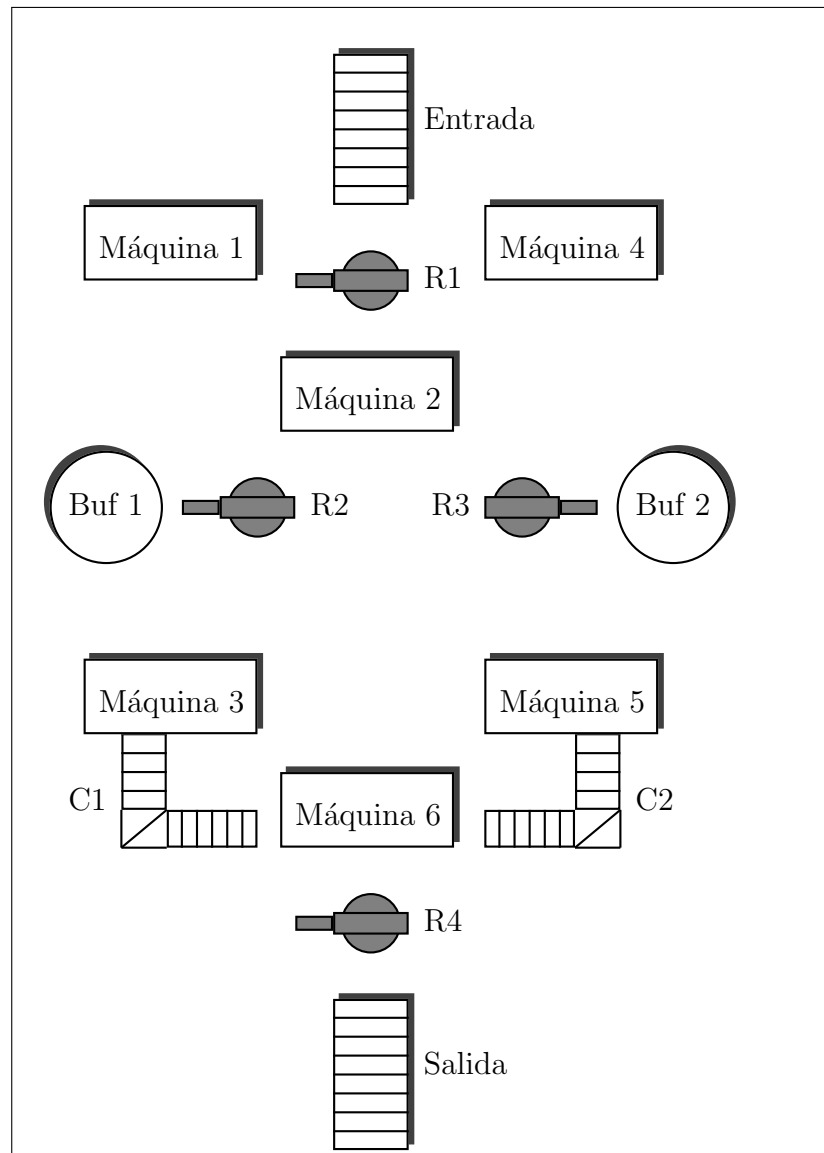 Entrada
Máquina 1
Máquina 4
R1
Máquina 2
Buf 1
R2
R3
Buf 2
Máquina 3
Máquina 5
C1
Máquina 6
C2
R4
Salida